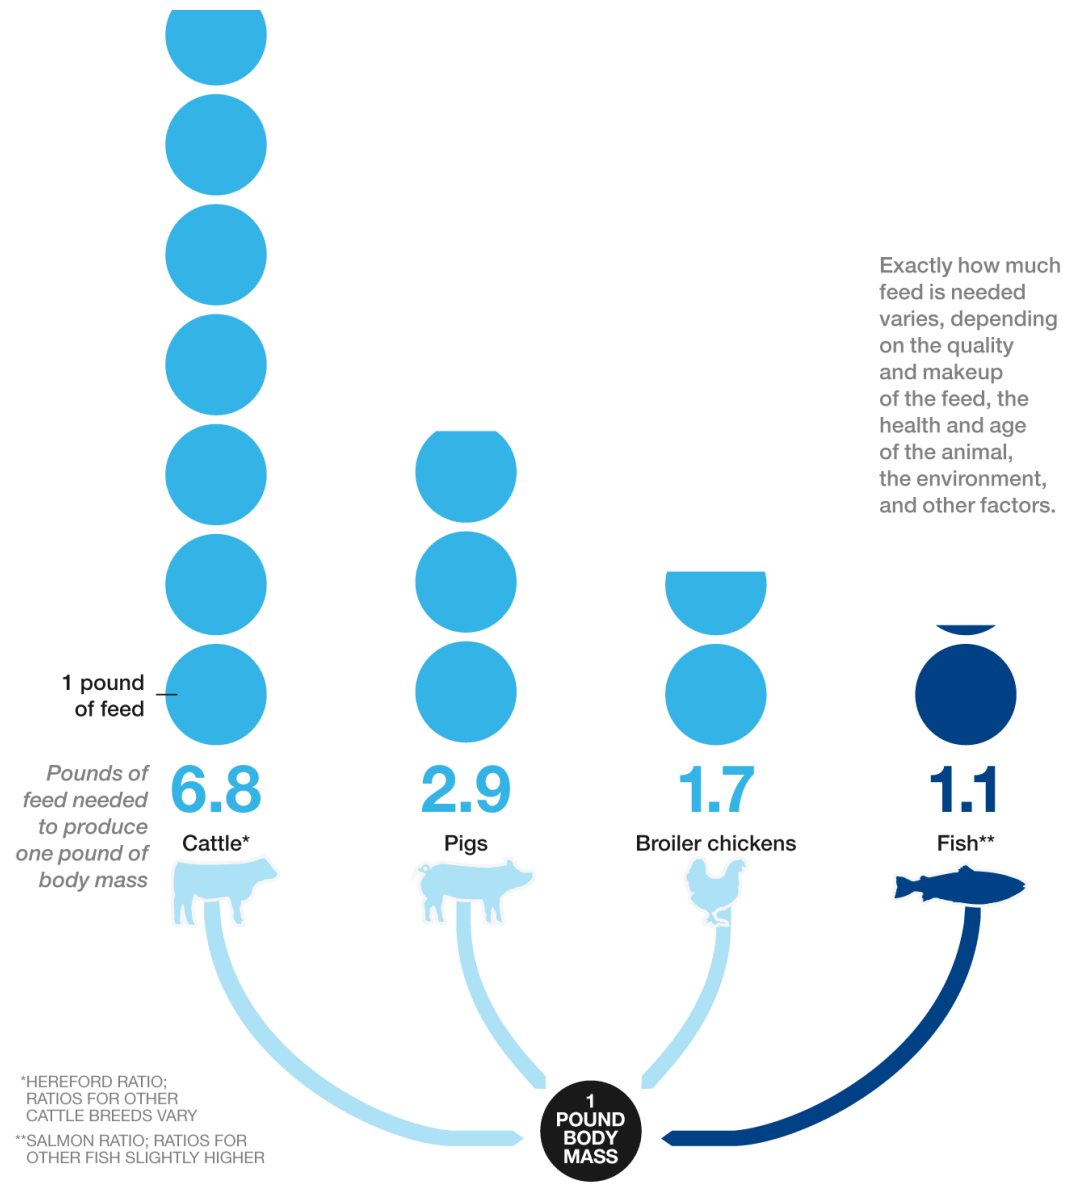 Exactly how much
feed is needed
varies, depending
on the quality
and makeup
of the feed, the
health and age
of the animal,
the environment,
and other factors.
1 pound
of feed
Pounds of
feed needed
to produce
one pound of
body mass
6.8
Cattle*
2.9
Pigs
1.7
Broiler chickens
1.1
Fish**
1
POUND
BODY
MASS
*HEREFORD RATIO;
RATIOS FOR OTHER
CATTLE BREEDS VARY
**SALMON RATIO; RATIOS FOR
OTHER FISH SLIGHTLY HIGHER